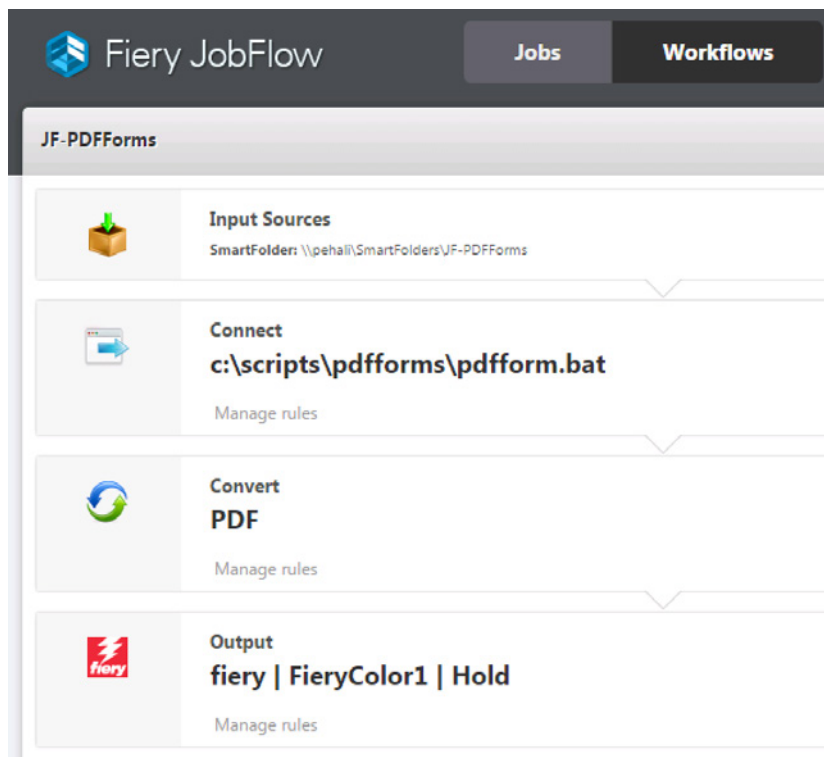 Fiery JobFlow
Jobs
Workflows
JF-PDFForms
Input Sources
SmartFolder: \\pehali\SmartFolders\JF-PDFForms
Connect
c:\scripts\pdfforms\pdfform.bat
Manage rules
Convert
PDF
Manage rules
fiery
Output
fiery | FieryColor1 | Hold
Manage rules